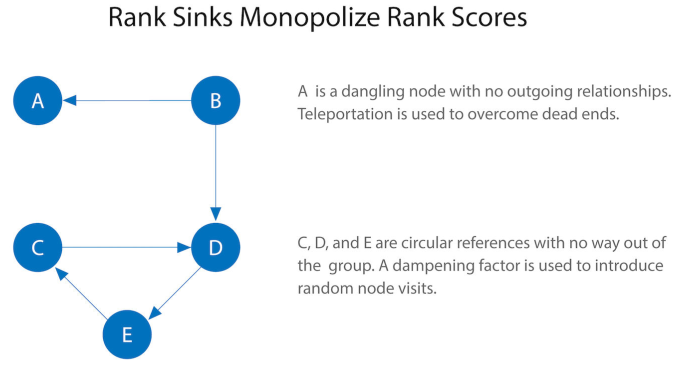 Rank Sinks Monopolize Rank Scores
A
B
A is a dangling node with no outgoing relationships.
Teleportation is used to overcome dead ends.
C
D
C, D, and E are circular references with no way out of
the group. A dampening factor is used to introduce
random node visits.
E